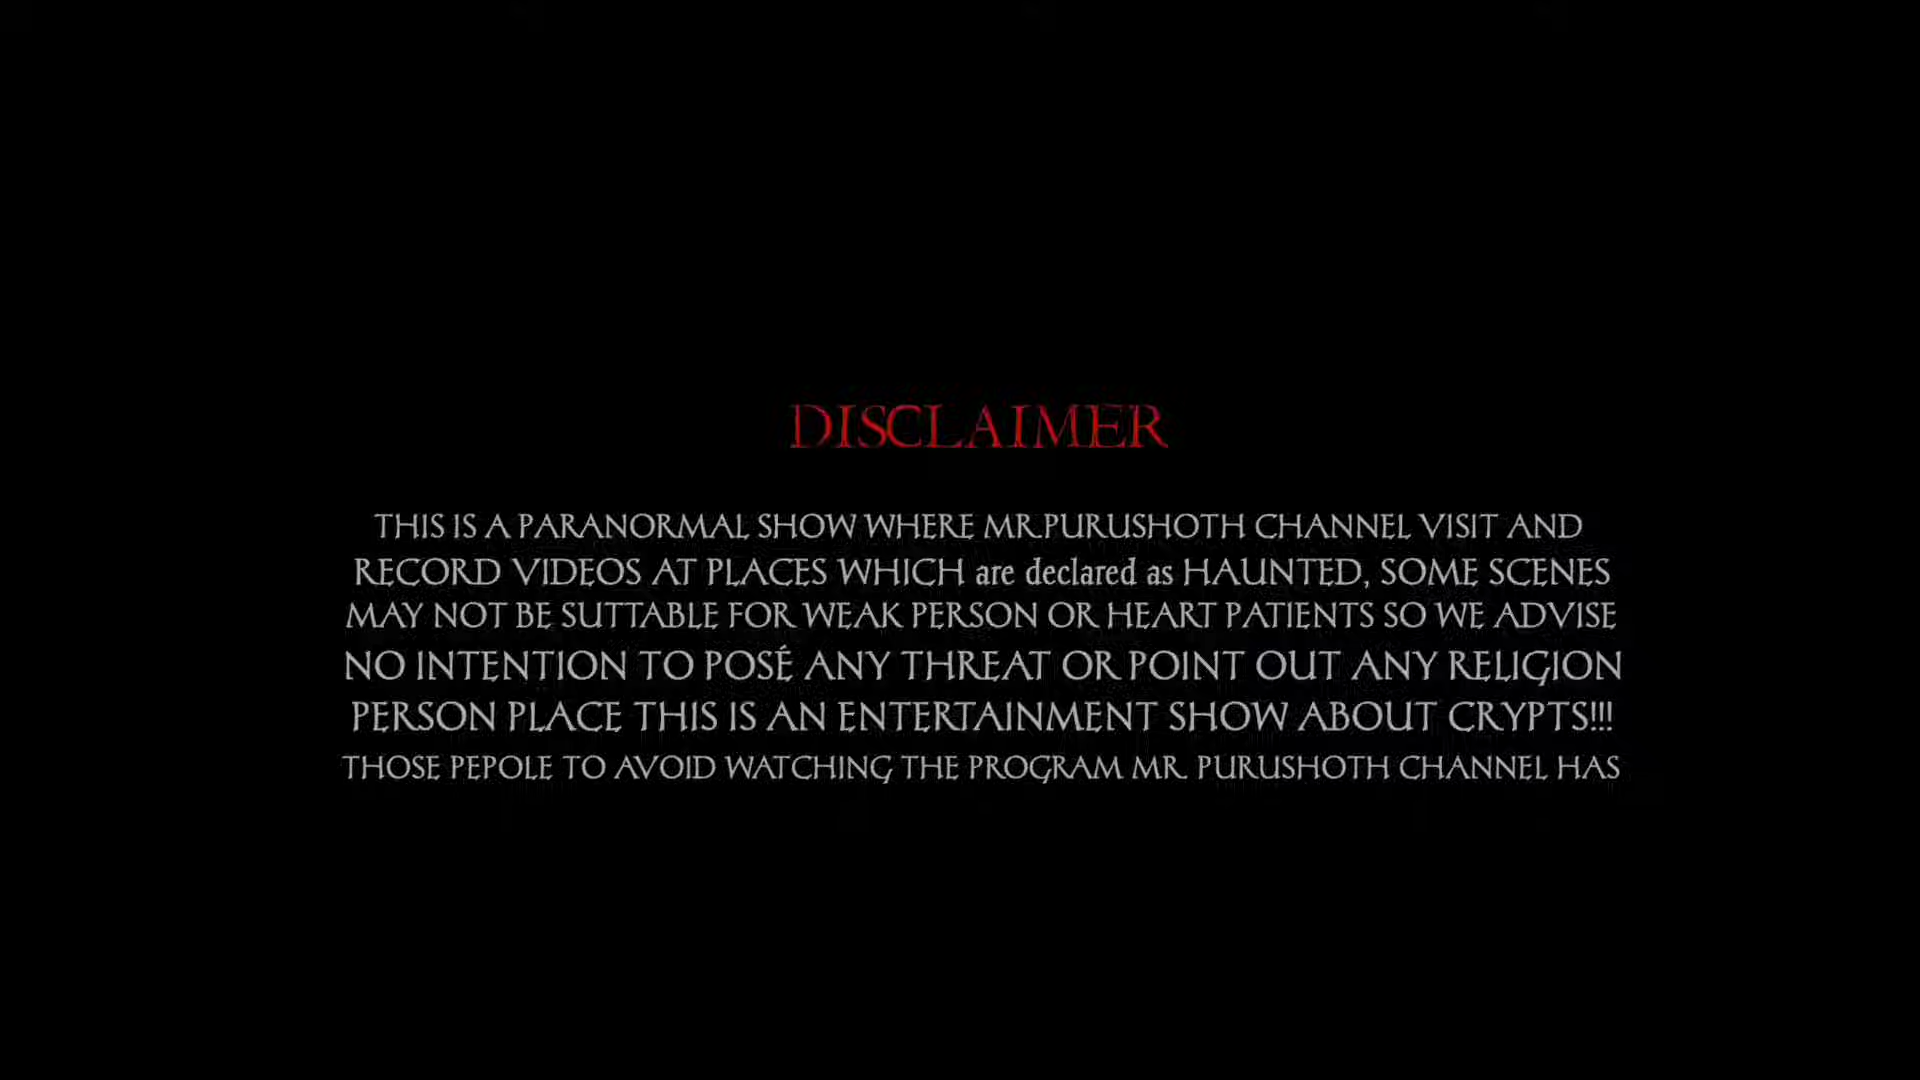 DISCLAIMER
THIS IS A PARANORMAL SHOW WHERE MR.PURUSHOTH CHANNEL VISIT AND
RECORD VIDEOS AT PLACES WHICH are declared as HAUNTED, SOME SCENES
MAY NOT BE SUTTABLE FOR WEAK PERSON OR HEART PATIENTS SO WE ADVISE
NO INTENTION TO POSÉ ANY THREAT OR POINT OUT ANY RELIGION
PERSON PLACE THIS IS AN ENTERTAINMENT SHOW ABOUT CRYPTS!!!
THOSE PEPOLE TO AVOID WATCHING THE PROGRAM MR. PURUSHOTH CHANNEL HAS